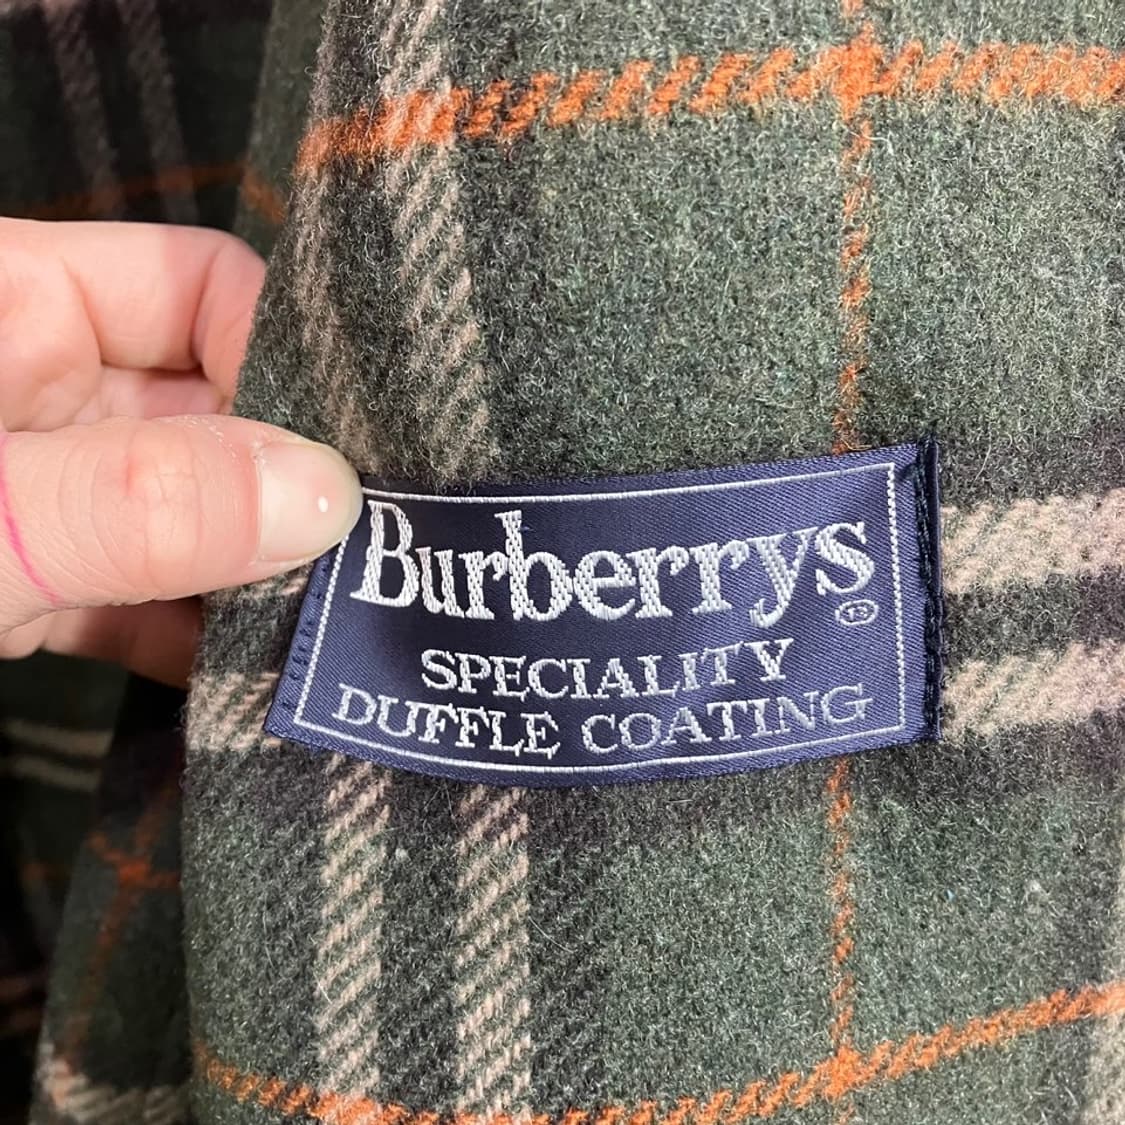 Burberrys®
SPECIALITY
DUFFLE COATING